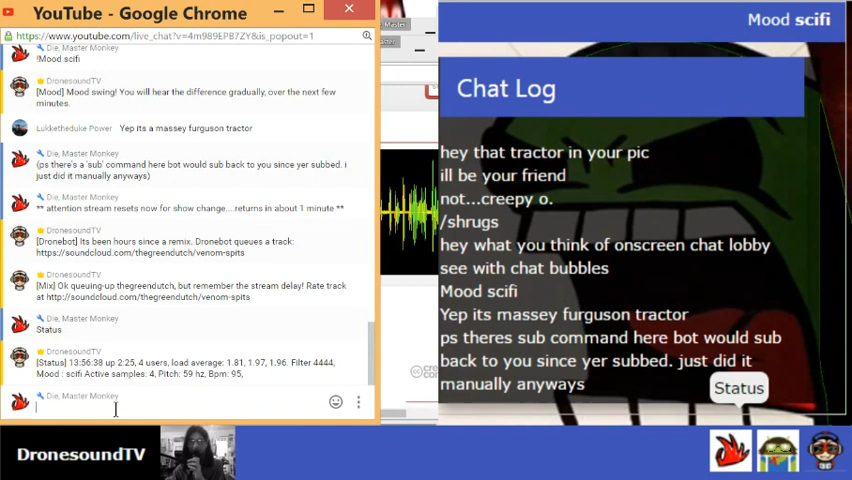 YouTube - Google Chrome
https://www.youtube.com/live_chat?v=4m989EPB7ZY&is_popout=1
Die, Master Monkey
!Mood scifi
DronesoundTV
[Mood] Mood swing! You will hear the difference gradually, over the next few
minutes.
Lukketheduke Power Yep its a massey furguson tractor
Die, Master Monkey
(ps there's a 'sub' command here bot would sub back to you since yer subbed. i
just did it manually anyways)
Die, Master Monkey
** attention stream resets now for show change....returns in about 1 minute **
DronesoundTV
[Dronebot] Its been hours since a remix. Dronebot queues a track:
https://soundcloud.com/thegreendutch/venom-spits
DronesoundTV
[Mix] Ok queuing-up thegreendutch, but remember the stream delay! Rate track
at http://soundcloud.com/thegreendutch/venom-spits
Die, Master Monkey
Status
DronesoundTV
[Status] 13:56:38 up 2:25, 4 users, load average: 1.81, 1.97, 1.96. Filter 4444,
Mood : scifi Active samples: 4, Pitch: 59 hz, Bpm: 95,
Die, Master Monkey
Master
Mood scifi
Chat Log
hey that tractor in your pic
ill be your friend
not...creepy o.
/shrugs
hey what you think of onscreen chat lobby
see with chat bubbles
Mood scifi
Yep its massey furguson tractor
ps theres sub command here bot would sub
back to you since yer subbed. just did it
manually anyways
Status
DronesoundTV